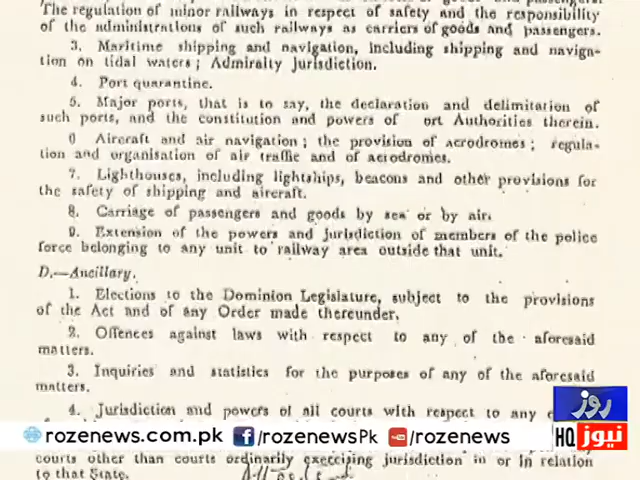 The regulation of minor railways in respect of safety and the responsibility
of the administrations of such railways as carriers of goods and passengers.
3. Maritime shipping and navigation, including shipping and naviga-
tion on tidal waters; Admiralty Jurisdiction.
4. Port quarantine.
5. Major ports, that is to say, the declaration and delimitation of
such ports, and the constitution and powers of ort Authorities therein.
6 Aircraft and air navigation; the provision of aerodromes; regula-
tion and organisation of air traffic and of aerodromes.
7. Lighthouses, including lightships, beacons and other provisions for
the safety of shipping and aircraft.
8. Carriage of passengers and goods by sea or by air.
9. Extension of the powers and jurisdiction of members of the police
force belonging to any unit to railway area outside that unit.
D.—Ancillary.
1. Elections to the Dominion Legislature, subject to the provisions
of the Act and of any Order made thereunder.
2. Offences against laws with respect to any of the aforesaid
matters.
3. Inquiries and statistics for the purposes of any of the aforesaid
matters.
4. Jurisdiction and powers of all courts with respect to any
روز
rozenews.com.pk /rozenewsPk You Tube /rozenews HQ نیوز
courts other than courts ordinarily exercising jurisdiction in or in relation
to that State.